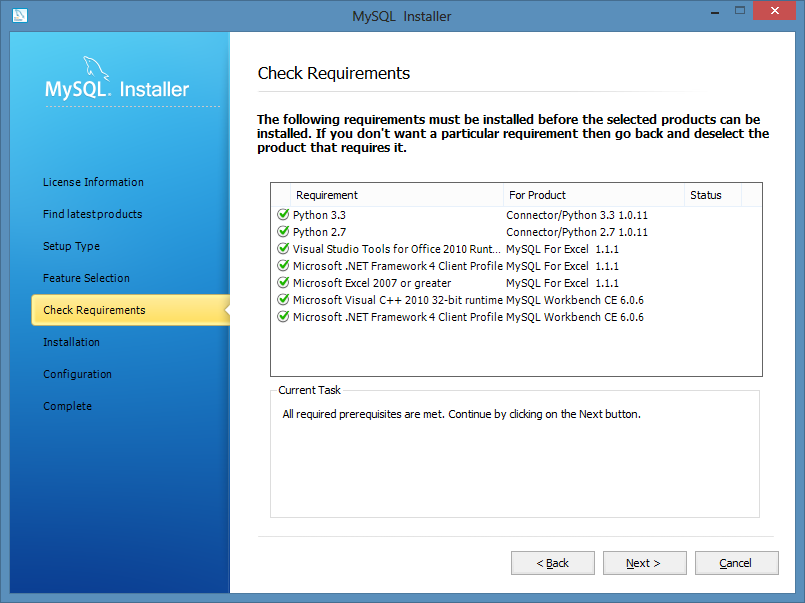 MySQL Installer
MySQL. Installer
License Information
Find latest products
Setup Type
Feature Selection
Check Requirements
Installation
Configuration
Complete
Check Requirements
The following requirements must be installed before the selected products can be
installed. If you don't want a particular requirement then go back and deselect the
product that requires it.
Requirement For Product Status
Python 3.3 Connector/Python 3.3 1.0.11
Python 2.7 Connector/Python 2.7 1.0.11
Visual Studio Tools for Office 2010 Runt... MySQL For Excel 1.1.1
Microsoft .NET Framework 4 Client Profile MySQL For Excel 1.1.1
Microsoft Excel 2007 or greater MySQL For Excel 1.1.1
Microsoft Visual C++ 2010 32-bit runtime MySQL Workbench CE 6.0.6
Microsoft .NET Framework 4 Client Profile MySQL Workbench CE 6.0.6
Current Task
All required prerequisites are met. Continue by clicking on the Next button.
< Back Next > Cancel